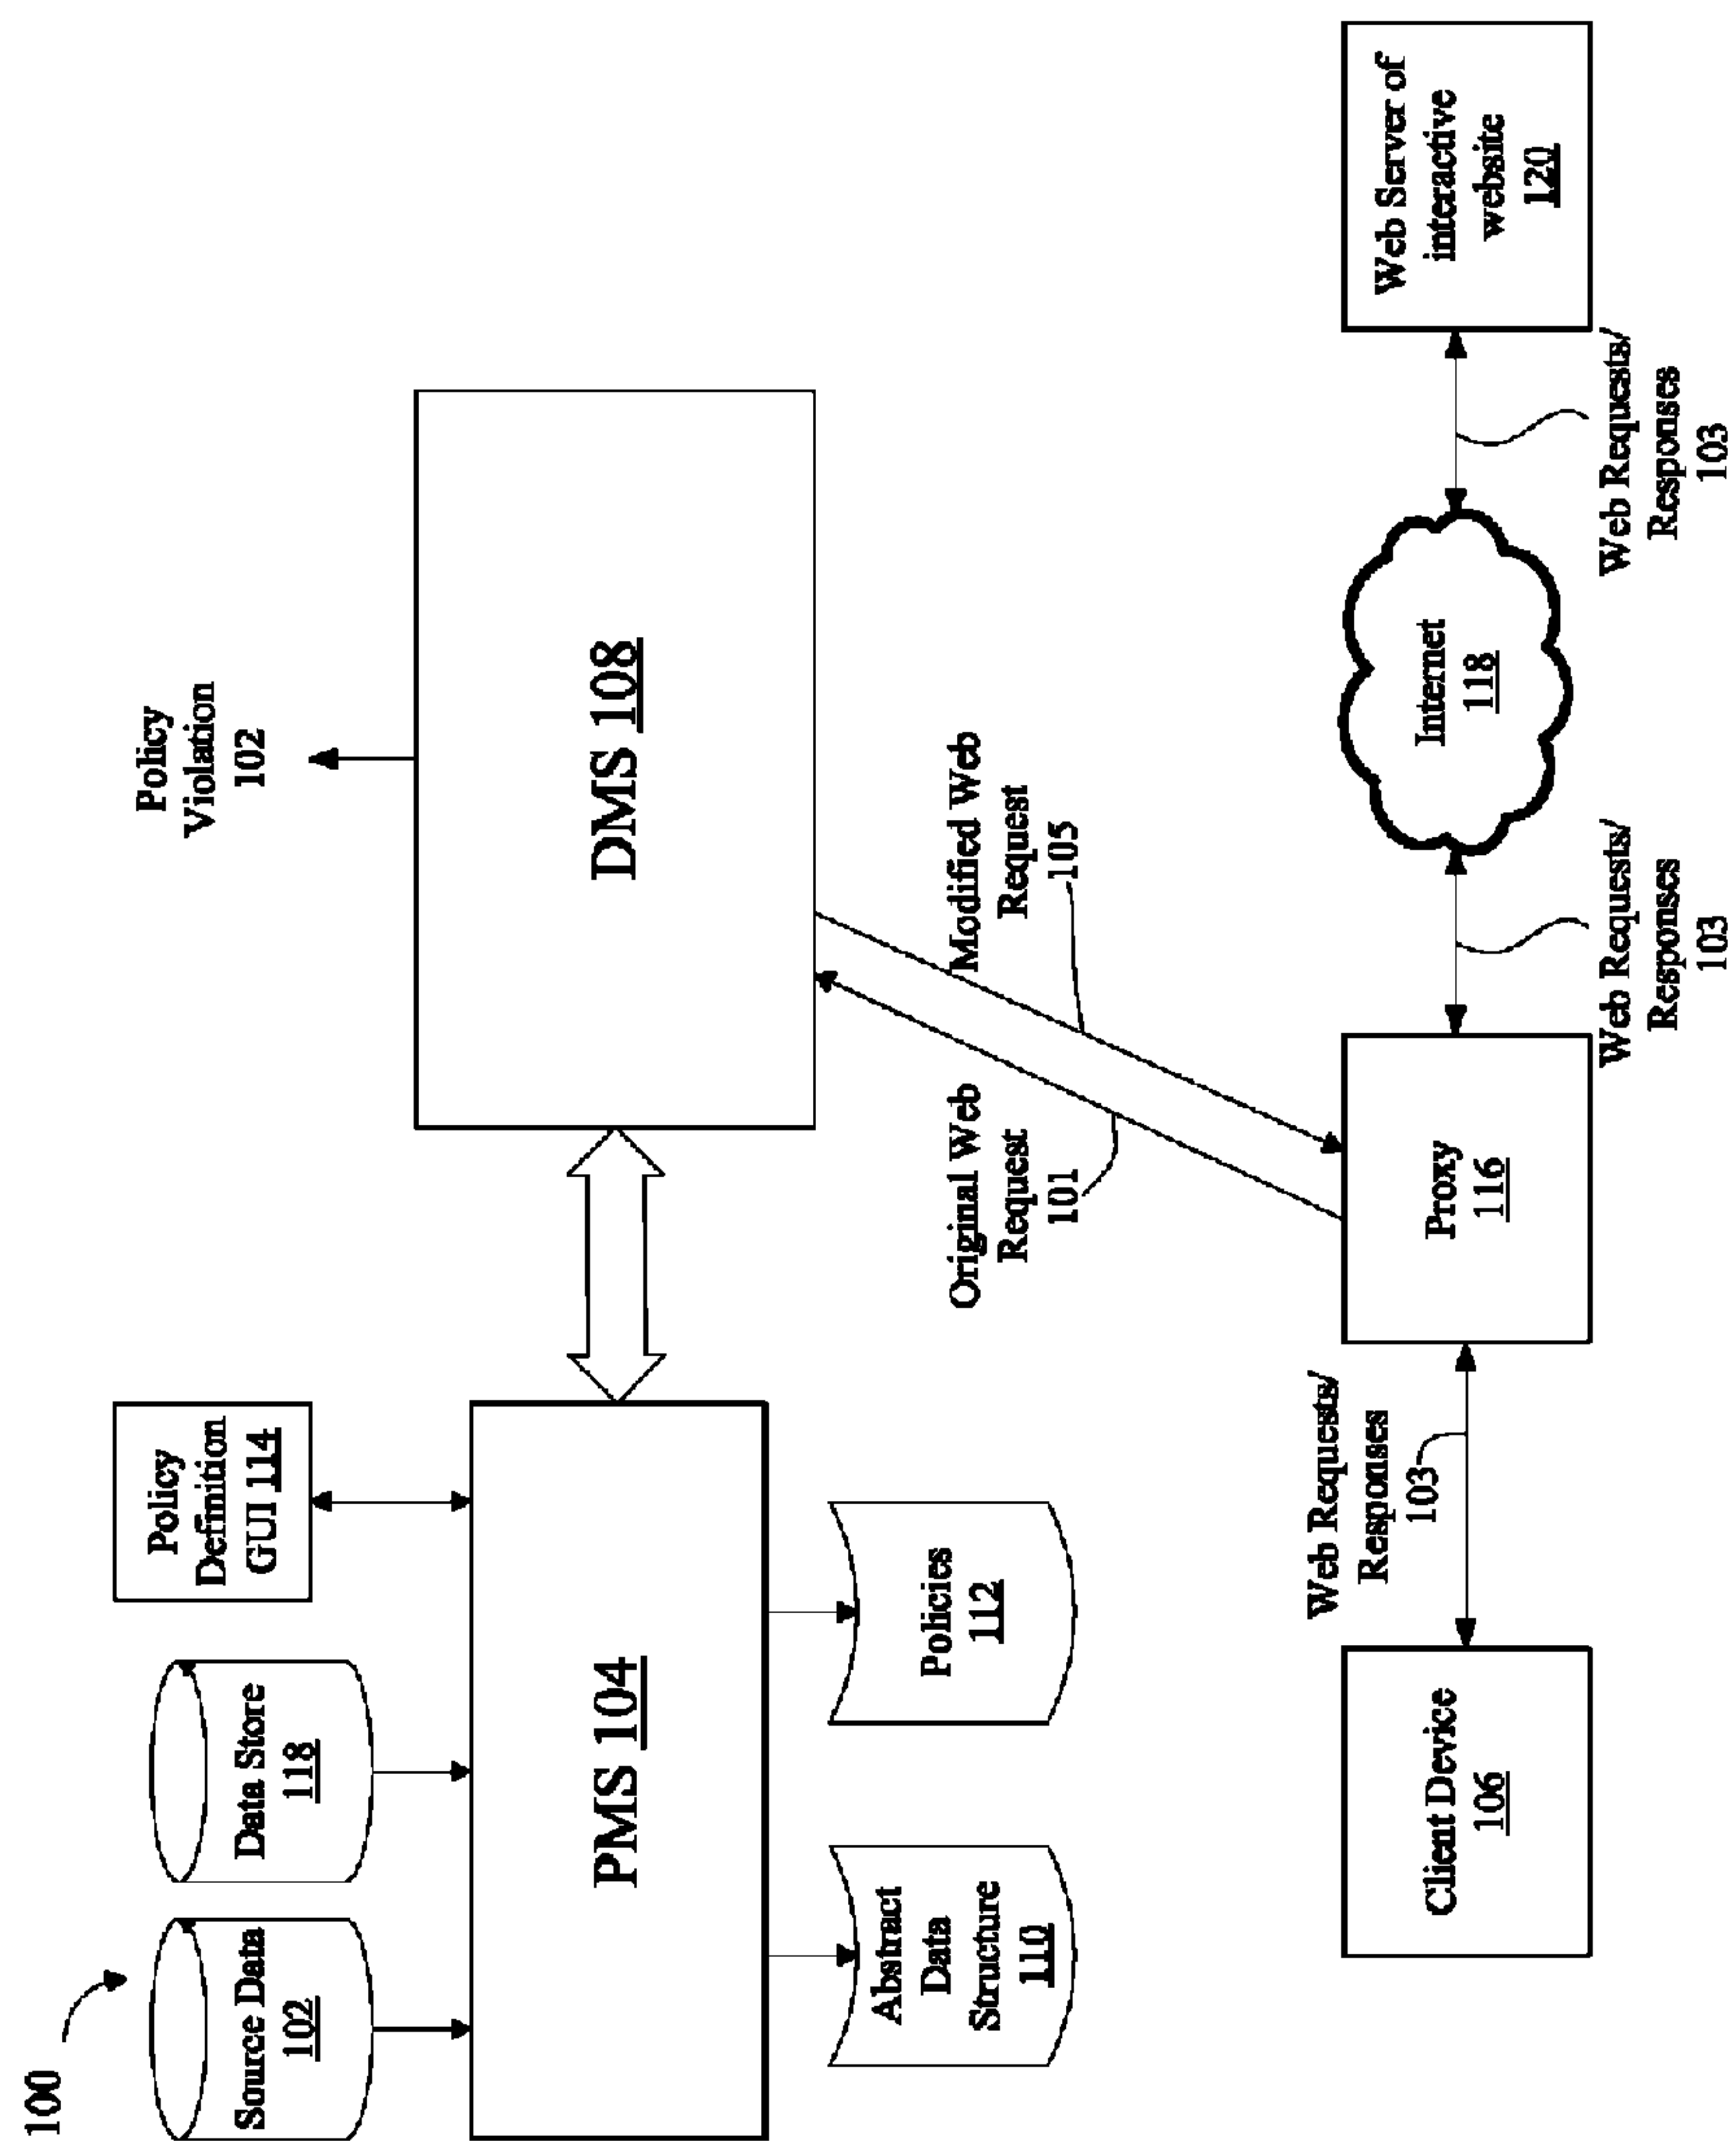 100
Source Data
102
Data Store
118
Policy
Definition
GUI 114
Policy
Violation
102
PMS 104
DMS 108
Abstract
Data
Structure
110
Policies
112
Original Web
Request
101
Modified Web
Request
105
Client Device
106
Web Requests/
Responses
103
Proxy
116
Web Requests/
Responses
103
Internet
118
Web Requests/
Responses
103
Web Server of
interactive
website
120